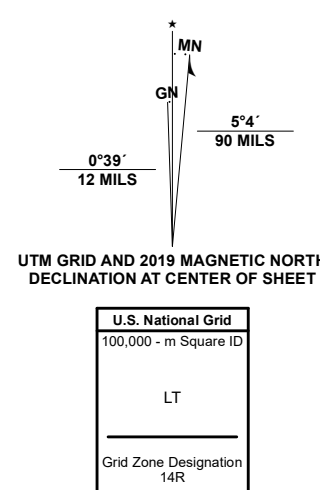 ★
MN
GN
5°4´
90 MILS
0°39´
12 MILS
UTM GRID AND 2019 MAGNETIC NORTH
DECLINATION AT CENTER OF SHEET
U.S. National Grid
100,000 - m Square ID
LT
Grid Zone Designation
14R